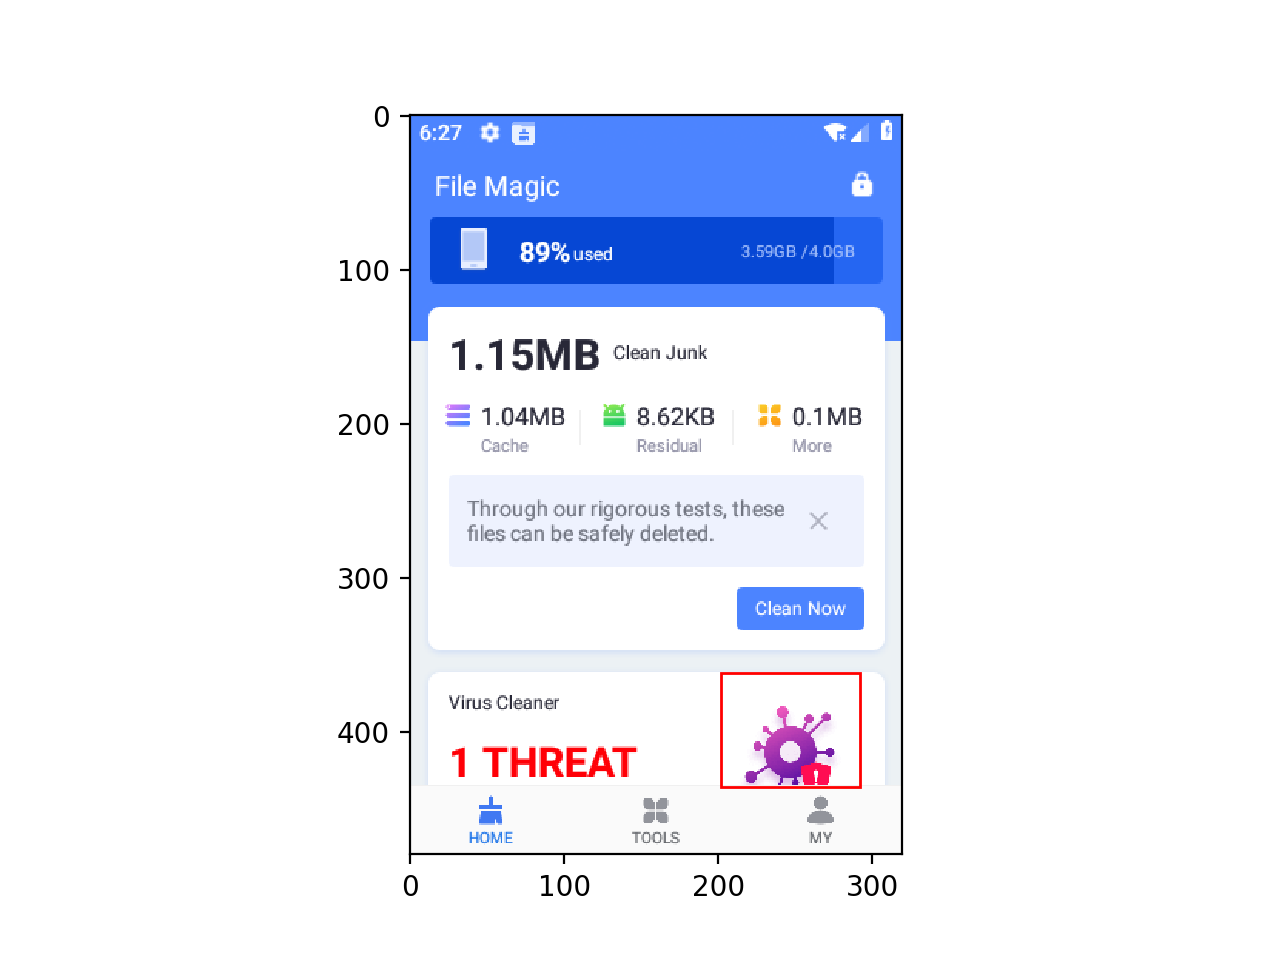 0
100
200
300
400
0 100 200 300
6:27
File Magic
89% used 3.59GB /4.0GB
1.15MB Clean Junk
1.04MB 8.62KB 0.1MB
Cache Residual More
Through our rigorous tests, these
files can be safely deleted.
Clean Now
Virus Cleaner
1 THREAT
HOME TOOLS MY